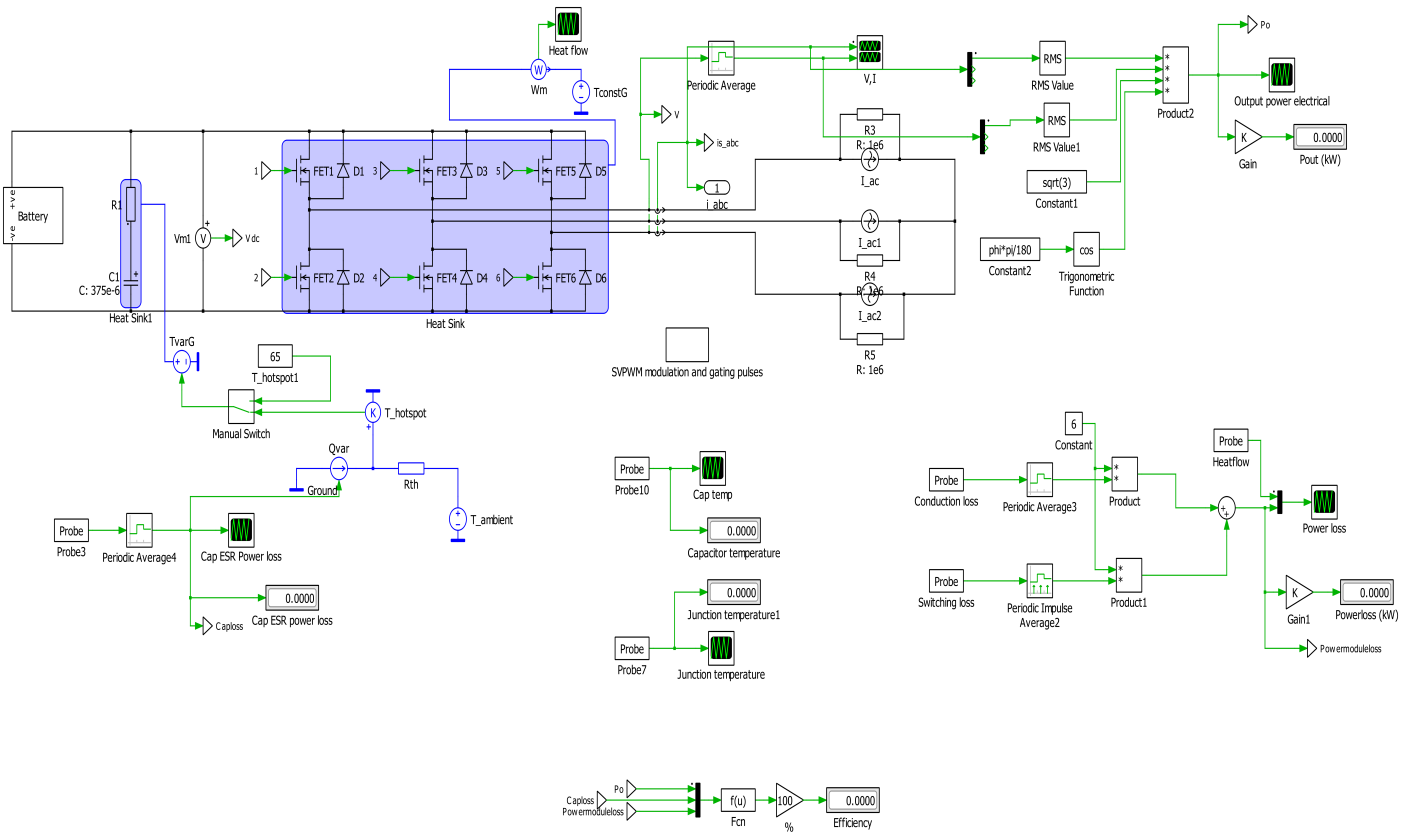 Heat flow
W
Wm
TconstG
Periodic Average
V,I
V
is_abc
1
i_abc
RMS
RMS Value
RMS
RMS Value1
sqrt(3)
Constant1
phi*pi/180
Constant2
cos
Trigonometric
Function
Product2
Po
Output power electrical
K
Gain
0.0000
Pout (kW)
R3
R: 1e6
I_ac
I_ac1
R4
R: 1e6
I_ac2
R5
R: 1e6
-ve +ve
Battery
R1
C1
C: 375e-6
Heat Sink1
Vm1
V
Vdc
1
FET1
D1
3
FET3
D3
5
FET5
D5
2
FET2
D2
4
FET4
D4
6
FET6
D6
Heat Sink
SVPWM modulation and gating pulses
TvarG
65
T_hotspot1
Manual Switch
K
T_hotspot
Qvar
Ground
Rth
T_ambient
Probe
Probe3
Periodic Average4
Cap ESR Power loss
0.0000
Cap ESR power loss
Caploss
Probe
Probe10
Cap temp
0.0000
Capacitor temperature
0.0000
Junction temperature1
Probe
Probe7
Junction temperature
6
Constant
Probe
Heatflow
Probe
Conduction loss
Periodic Average3
Product
Power loss
Probe
Switching loss
Periodic Impulse
Average2
Product1
K
Gain1
0.0000
Powerloss (kW)
Powermoduleloss
Po
Caploss
Powermoduleloss
f(u)
Fcn
100
%
0.0000
Efficiency